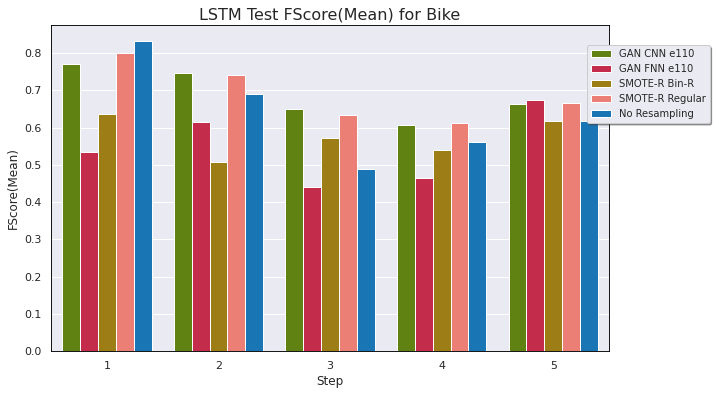 LSTM Test FScore(Mean) for Bike
FScore(Mean)
0.8
0.7
0.6
0.5
0.4
0.3
0.2
0.1
0.0
1
2
3
4
5
Step
GAN CNN e110
GAN FNN e110
SMOTE-R Bin-R
SMOTE-R Regular
No Resampling